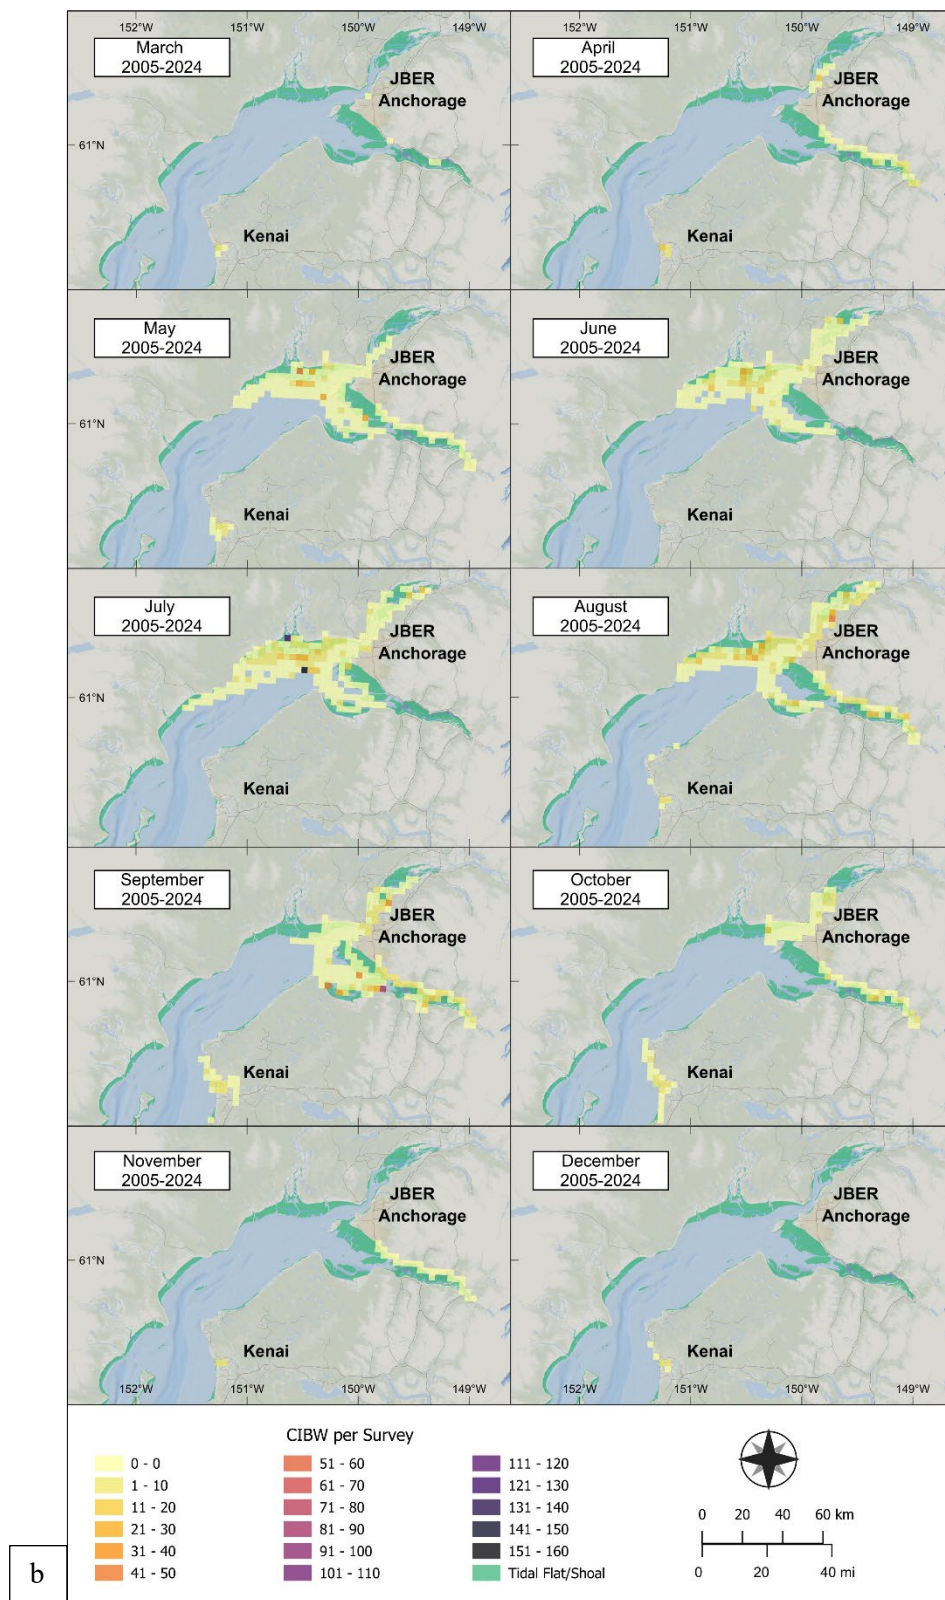 152°W 151°W 150°W 149°W 152°W 151°W 150°W 149°W
March
2005-2024
JBER
Anchorage
61°N
Kenai
April
2005-2024
JBER
Anchorage
Kenai
May
2005-2024
JBER
Anchorage
61°N
Kenai
June
2005-2024
JBER
Anchorage
Kenai
July
2005-2024
JBER
Anchorage
61°N
Kenai
August
2005-2024
JBER
Anchorage
Kenai
September
2005-2024
JBER
Anchorage
61°N
Kenai
October
2005-2024
JBER
Anchorage
Kenai
November
2005-2024
JBER
Anchorage
61°N
Kenai
December
2005-2024
JBER
Anchorage
Kenai
152°W 151°W 150°W 149°W 152°W 151°W 150°W 149°W
CIBW per Survey
0 - 0
1 - 10
11 - 20
21 - 30
31 - 40
41 - 50
51 - 60
61 - 70
71 - 80
81 - 90
91 - 100
101 - 110
111 - 120
121 - 130
131 - 140
141 - 150
151 - 160
Tidal Flat/Shoal
0 20 40 60 km
0 20 40 mi
b